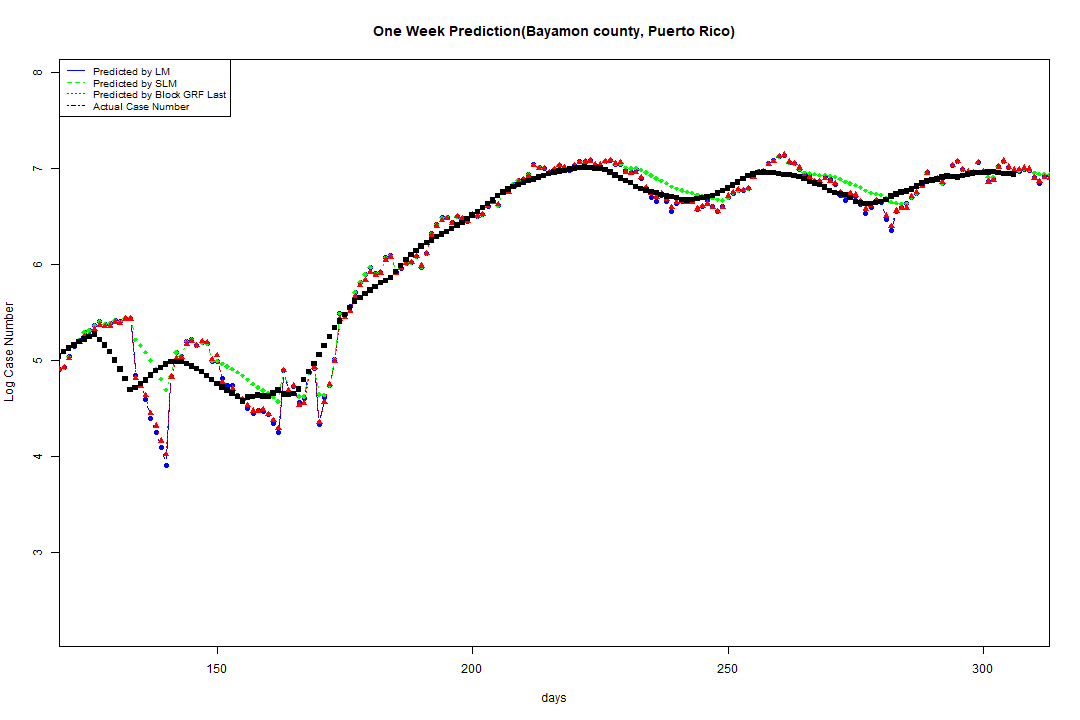 One Week Prediction(Bayamon county, Puerto Rico)
Predicted by LM
Predicted by SLM
Predicted by Block GRF Last
Actual Case Number
8
7
6
5
4
3
Log Case Number
150 200 250 300
days